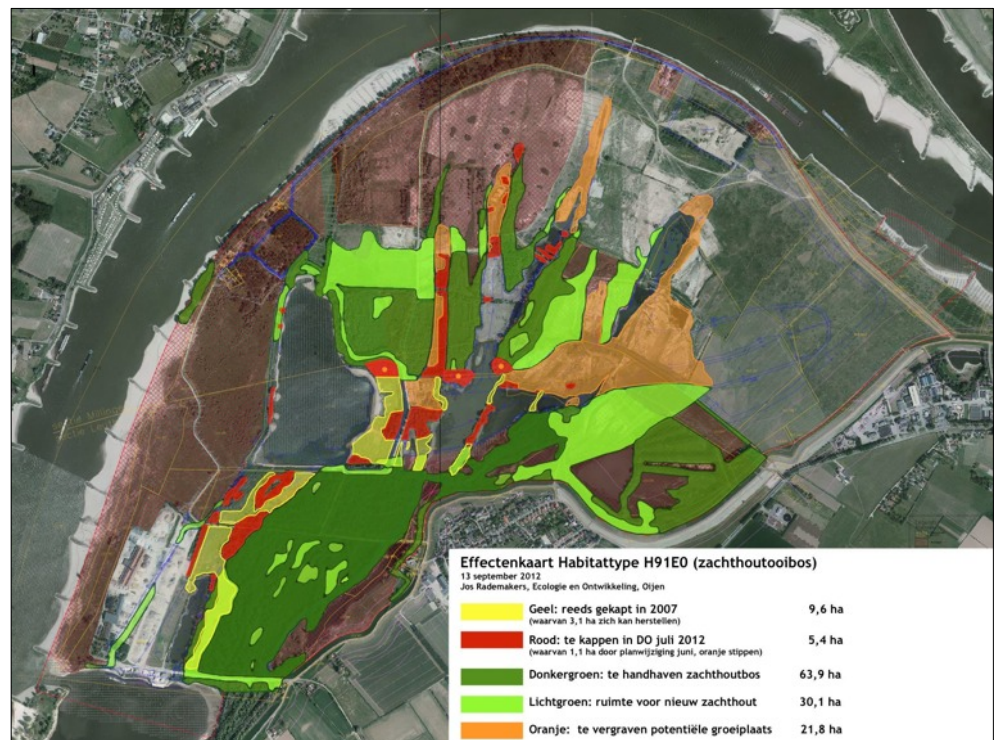 Effectenkaart Habitattype H91E0 (zachthoutooibos)
13 september 2012
Jos Rademakers, Ecologie en Ontwikkeling, Oijen
Geel: reeds gekapt in 2007 9,6 ha
(waarvan 3,1 ha zich kan herstellen)
Rood: te kappen in DO juli 2012 5,4 ha
(waarvan 1,1 ha door planwijziging juni, oranje stippen)
Donkergroen: te handhaven zachthoutbos 63,9 ha
Lichtgroen: ruimte voor nieuw zachthout 30,1 ha
Oranje: te vergraven potentiële groeiplaats 21,8 ha